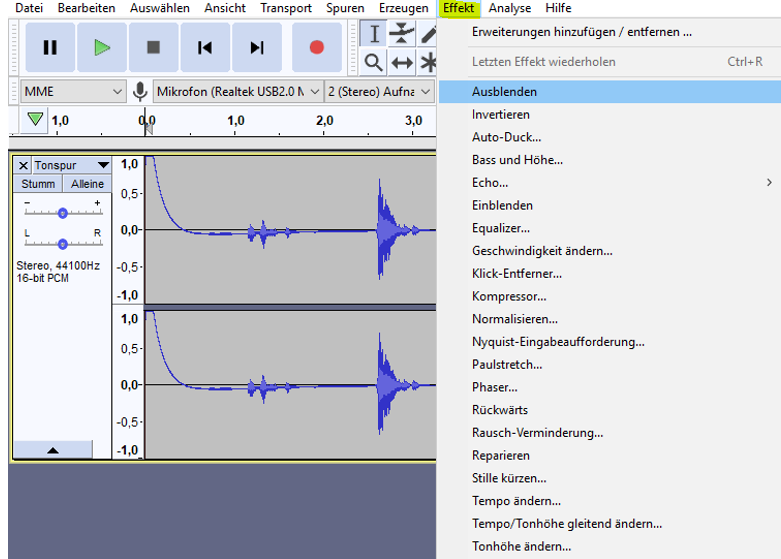 Datei Bearbeiten Auswählen Ansicht Transport Spuren Erzeugen Effekt Analyse Hilfe
MME Mikrofon (Realtek USB2.0 M 2 (Stereo) Aufna
1,0 0,0 1,0 2,0 3,0
Tonspur
Stumm Alleine
- +
L R
Stereo, 44100Hz
16-bit PCM
1,0
0,5-
0,0-
-0,5-
-1,0
1,0
0,5-
0,0-
-0,5-
-1,0
Erweiterungen hinzufügen / entfernen ...
Letzten Effekt wiederholen Ctrl+R
Ausblenden
Invertieren
Auto-Duck...
Bass und Höhe...
Echo...
Einblenden
Equalizer...
Geschwindigkeit ändern...
Klick-Entferner...
Kompressor...
Normalisieren...
Nyquist-Eingabeaufforderung...
Paulstretch...
Phaser...
Rückwärts
Rausch-Verminderung...
Reparieren
Stille kürzen...
Tempo ändern...
Tempo/Tonhöhe gleitend ändern...
Tonhöhe ändern...